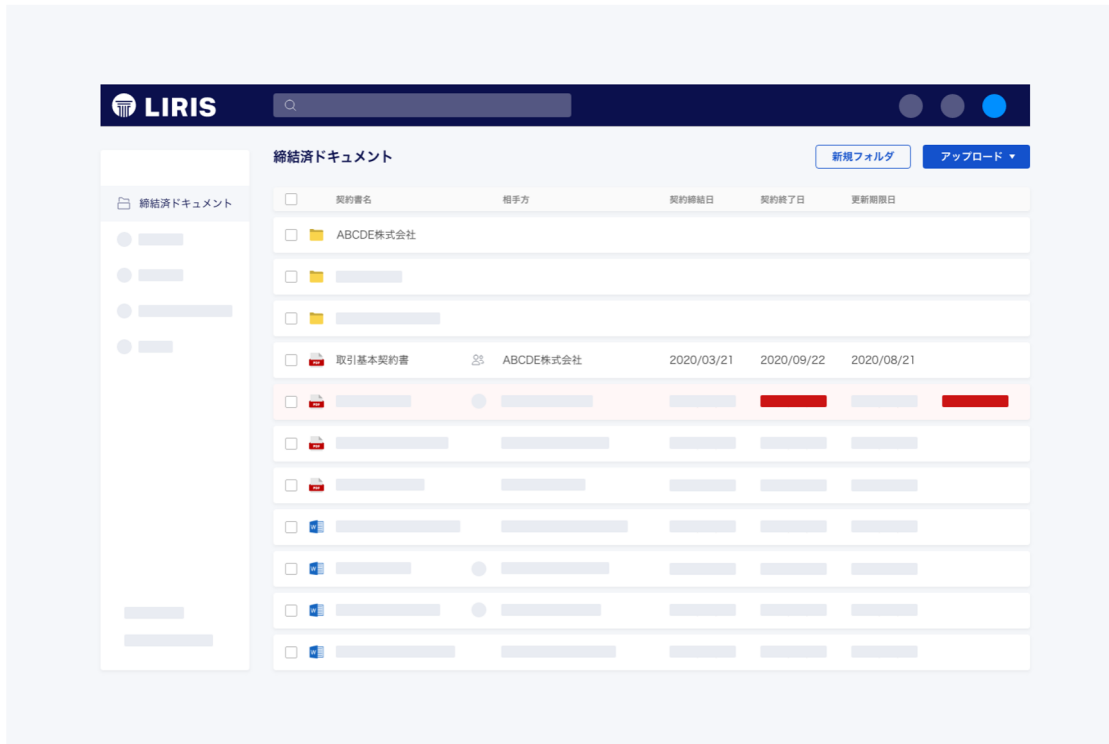 LIRIS
締結済ドキュメント
新規フォルダ
アップロード ▼
締結済ドキュメント
契約書名 相手方 契約締結日 契約終了日 更新期限日
ABCDE株式会社
取引基本契約書 ABCDE株式会社 2020/03/21 2020/09/22 2020/08/21